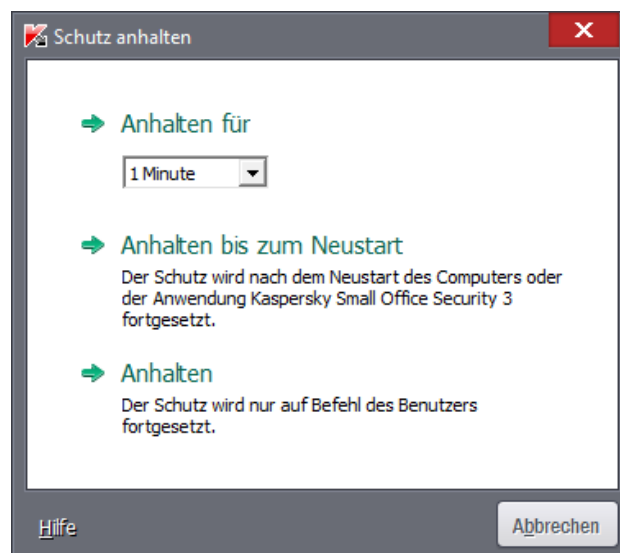 Schutz anhalten
Anhalten für
1 Minute
Anhalten bis zum Neustart
Der Schutz wird nach dem Neustart des Computers oder
der Anwendung Kaspersky Small Office Security 3
fortgesetzt.
Anhalten
Der Schutz wird nur auf Befehl des Benutzers
fortgesetzt.
Hilfe
Abbrechen